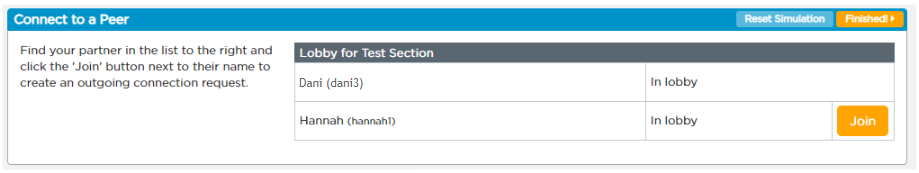 Connect to a Peer
Reset Simulation
Finished!
Find your partner in the list to the right and
click the 'Join' button next to their name to
create an outgoing connection request.
Lobby for Test Section
Dani (dani3)
In lobby
Hannah (hannah1)
In lobby
Join